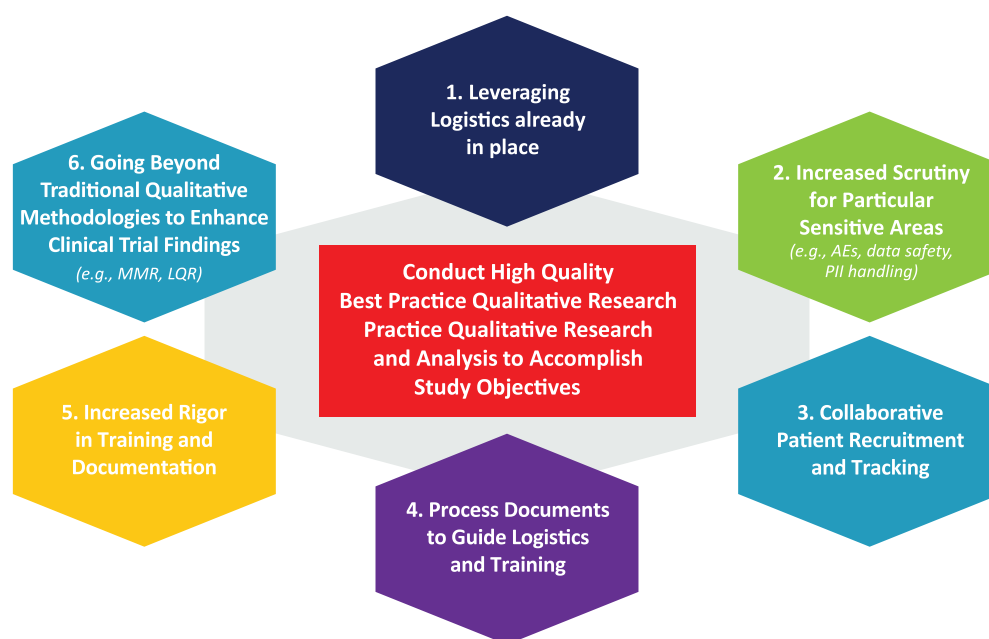 1. Leveraging
Logistics already
in place
2. Increased Scrutiny
for Particular
Sensitive Areas
(e.g., AEs, data safety,
PII handling)
3. Collaborative
Patient Recruitment
and Tracking
4. Process Documents
to Guide Logistics
and Training
5. Increased Rigor
in Training and
Documentation
6. Going Beyond
Traditional Qualitative
Methodologies to Enhance
Clinical Trial Findings
(e.g., MMR, LQR)
Conduct High Quality
Best Practice Qualitative Research
Practice Qualitative Research
and Analysis to Accomplish
Study Objectives